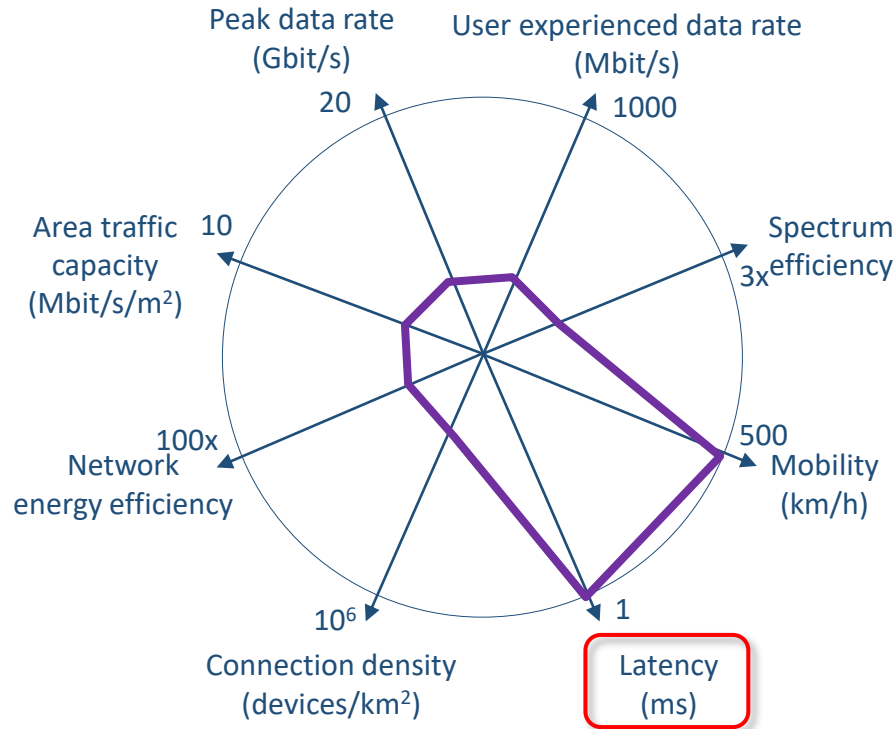 Peak data rate
(Gbit/s)
20
User experienced data rate
(Mbit/s)
1000
Area traffic
capacity
(Mbit/s/m²)
10
Spectrum
efficiency
3x
100x
Network
energy efficiency
500
Mobility
(km/h)
10⁶
Connection density
(devices/km²)
1
Latency
(ms)